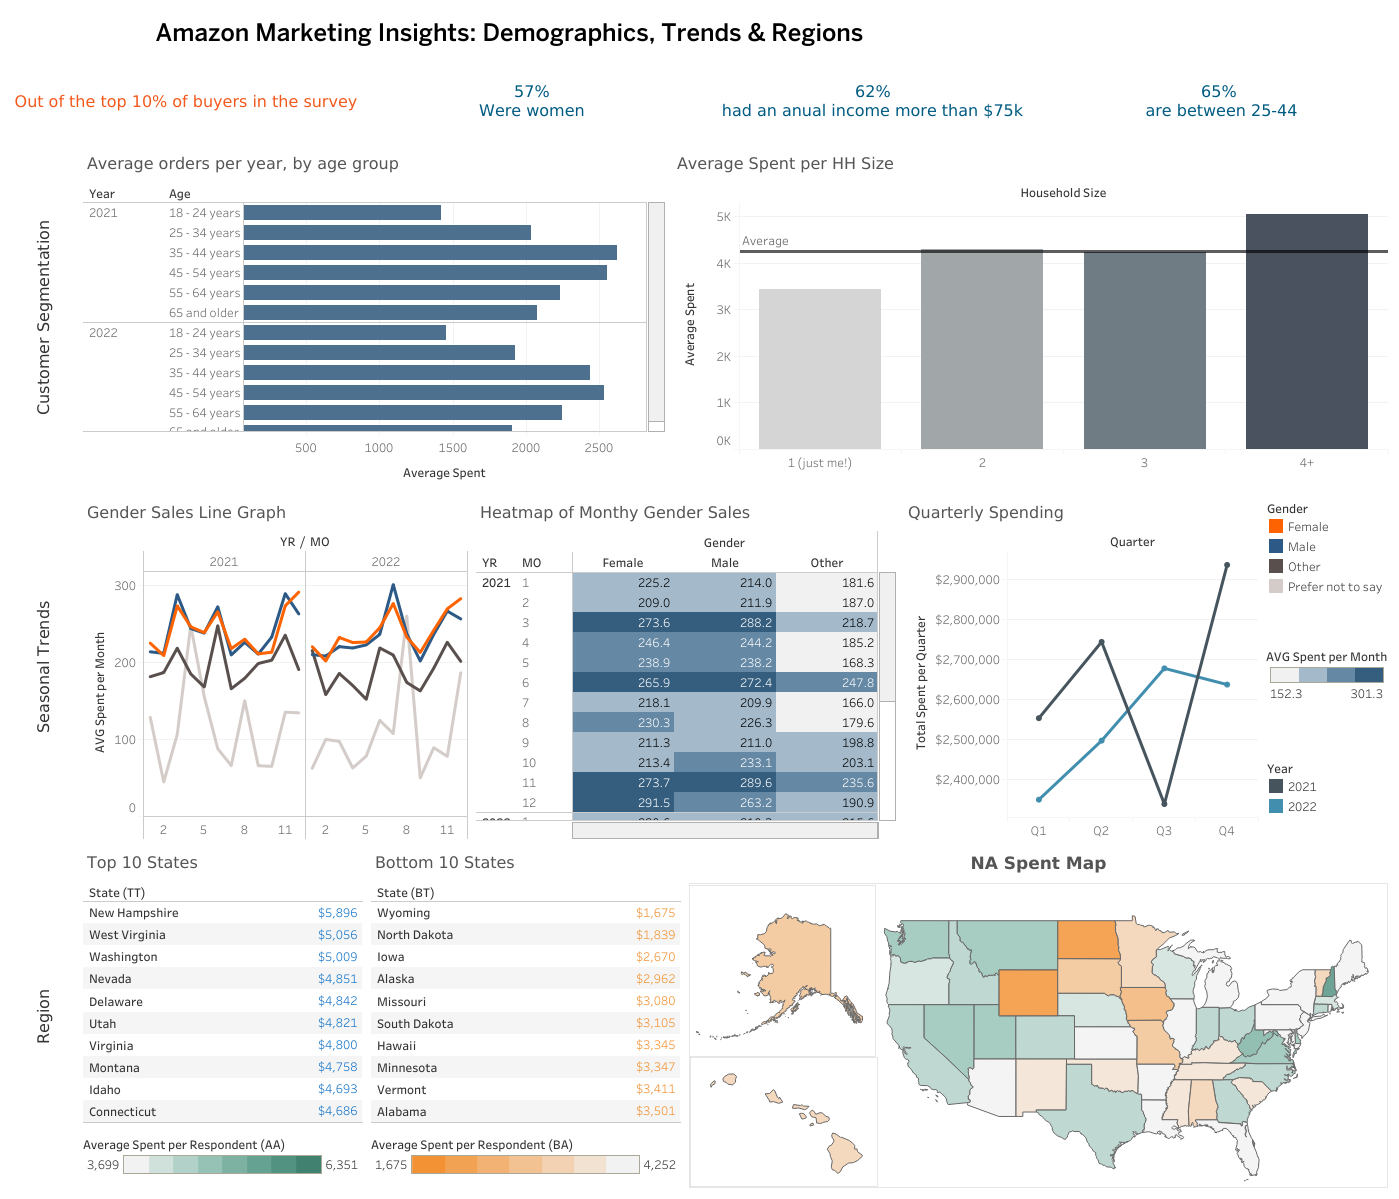 Amazon Marketing Insights: Demographics, Trends & Regions
Out of the top 10% of buyers in the survey
57%
Were women
62%
had an anual income more than $75k
65%
are between 25-44
Customer Segmentation
Average orders per year, by age group
Year Age
2021 18 - 24 years
25 - 34 years
35 - 44 years
45 - 54 years
55 - 64 years
65 and older
2022 18 - 24 years
25 - 34 years
35 - 44 years
45 - 54 years
55 - 64 years
65 and older
500 1000 1500 2000 2500
Average Spent
Average Spent per HH Size
Household Size
Average Spent
5K
Average
4K
3K
2K
1K
0K
1 (just me!) 2 3 4+
Seasonal Trends
Gender Sales Line Graph
YR / MO
2021 2022
AVG Spent per Month
300
200
100
0
2 5 8 11 2 5 8 11
Heatmap of Monthy Gender Sales
Gender
YR MO Female Male Other
2021 1 225.2 214.0 181.6
2 209.0 211.9 187.0
3 273.6 288.2 218.7
4 246.4 244.2 185.2
5 238.9 238.2 168.3
6 265.9 272.4 247.8
7 218.1 209.9 166.0
8 230.3 226.3 179.6
9 211.3 211.0 198.8
10 213.4 233.1 203.1
11 273.7 289.6 235.6
12 291.5 263.2 190.9
Quarterly Spending
Quarter
Total Spent per Quarter
$2,900,000
$2,800,000
$2,700,000
$2,600,000
$2,500,000
$2,400,000
Q1 Q2 Q3 Q4
Gender
Female
Male
Other
Prefer not to say
AVG Spent per Month
152.3 301.3
Year
2021
2022
Region
Top 10 States
State (TT)
New Hampshire $5,896
West Virginia $5,056
Washington $5,009
Nevada $4,851
Delaware $4,842
Utah $4,821
Virginia $4,800
Montana $4,758
Idaho $4,693
Connecticut $4,686
Average Spent per Respondent (AA)
3,699 6,351
Bottom 10 States
State (BT)
Wyoming $1,675
North Dakota $1,839
Iowa $2,670
Alaska $2,962
Missouri $3,080
South Dakota $3,105
Hawaii $3,345
Minnesota $3,347
Vermont $3,411
Alabama $3,501
Average Spent per Respondent (BA)
1,675 4,252
NA Spent Map